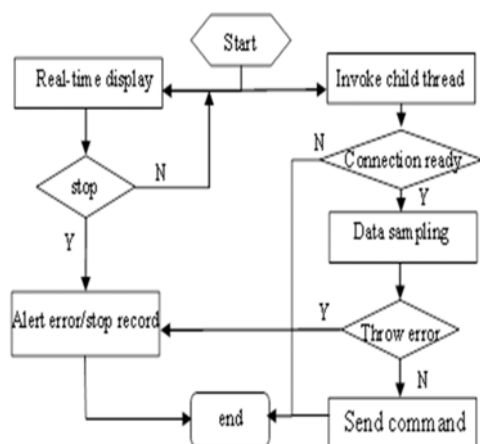 Start
Real-time display
Invoke child thread
N
Connection ready
stop
N
Y
Data sampling
Y
Alert error/stop record
Y
Throw error
N
end
Send command